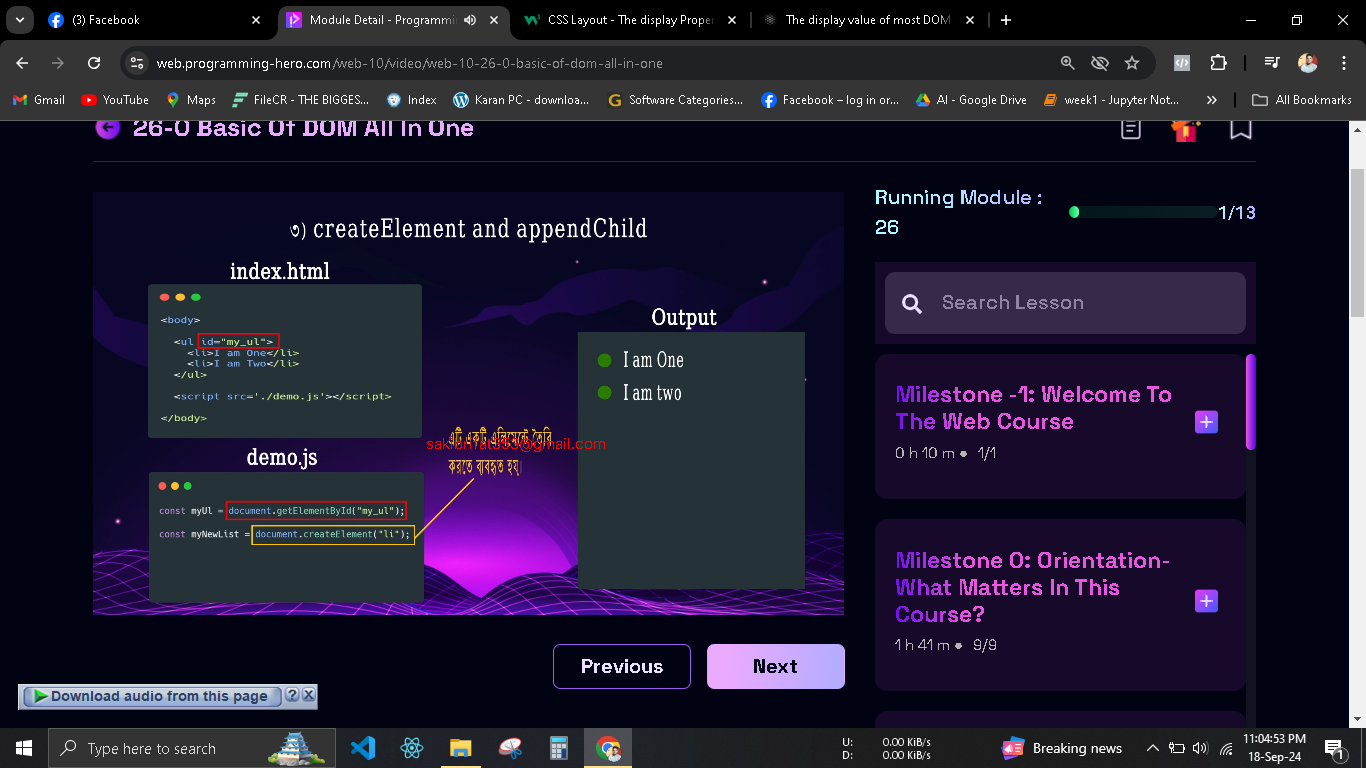 (3) Facebook
Module Detail - Programmi
CSS Layout - The display Proper
The display value of most DOM
web.programming-hero.com/web-10/video/web-10-26-0-basic-of-dom-all-in-one
Gmail YouTube Maps FileCR - THE BIGGES... Index Karan PC - downloa... Software Categories... Facebook – log in or... AI - Google Drive week1 - Jupyter Not... » All Bookmarks
26-0 Basic Of DOM All In One
৩) createElement and appendChild
index.html
<body>
<ul id="my_ul">
<li>I am One</li>
<li>I am Two</li>
</ul>
<script src='./demo.js'></script>
</body>
demo.js
const myUl = document.getElementById("my_ul");
const myNewList = document.createElement("li");
এটি একটি এলিমেন্ট তৈরি
করতে ব্যবহৃত হয়।
Output
I am One
I am two
Previous
Next
Running Module :
26
1/13
Search Lesson
Milestone -1: Welcome To
The Web Course
0 h 10 m 1/1
Milestone 0: Orientation-
What Matters In This
Course?
1 h 41 m 9/9
Download audio from this page ? X
Type here to search
U: 0.00 KiB/s
D: 0.00 KiB/s
Breaking news
11:04:53 PM
18-Sep-24
1